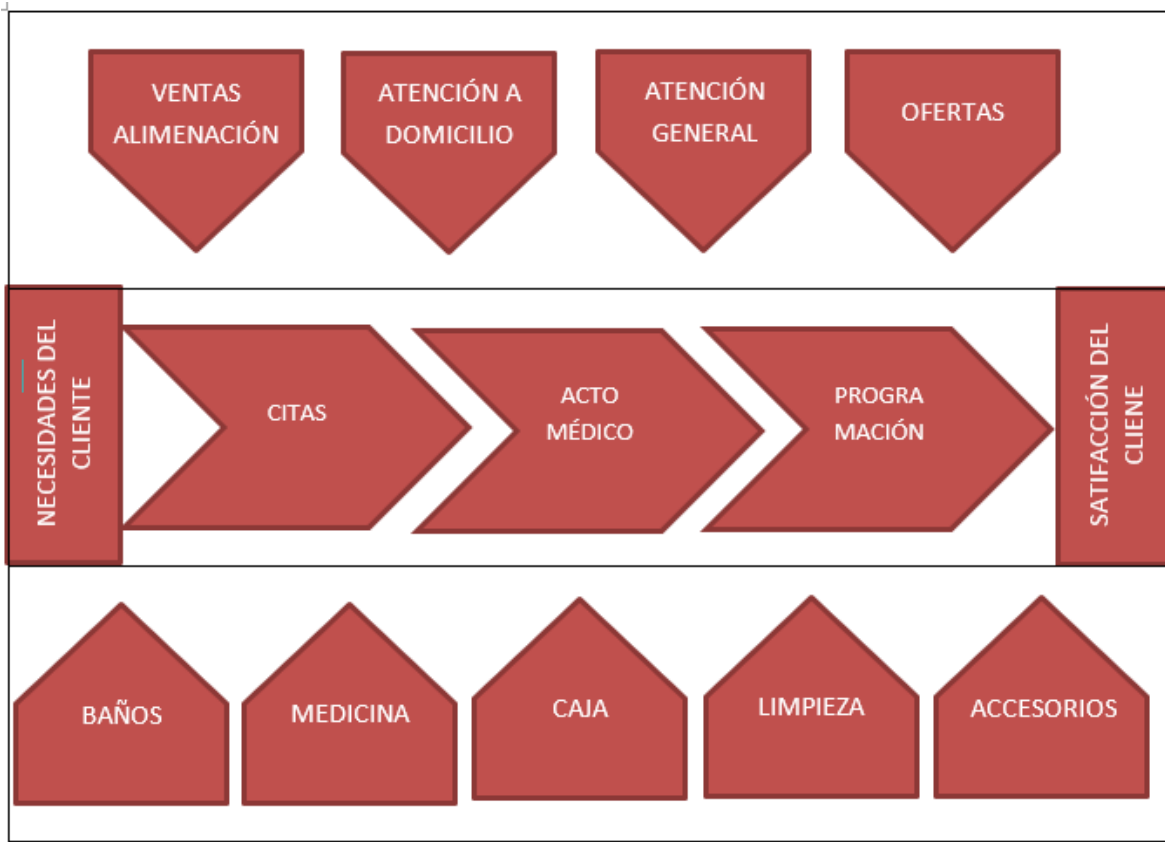 VENTAS
ALIMENACIÓN
ATENCIÓN A
DOMICILIO
ATENCIÓN
GENERAL
OFERTAS
NECESIDADES DEL
CLIENTE
CITAS
ACTO
MÉDICO
PROGRA
MACIÓN
SATIFACCIÓN DEL
CLIENE
BAÑOS
MEDICINA
CAJA
LIMPIEZA
ACCESORIOS